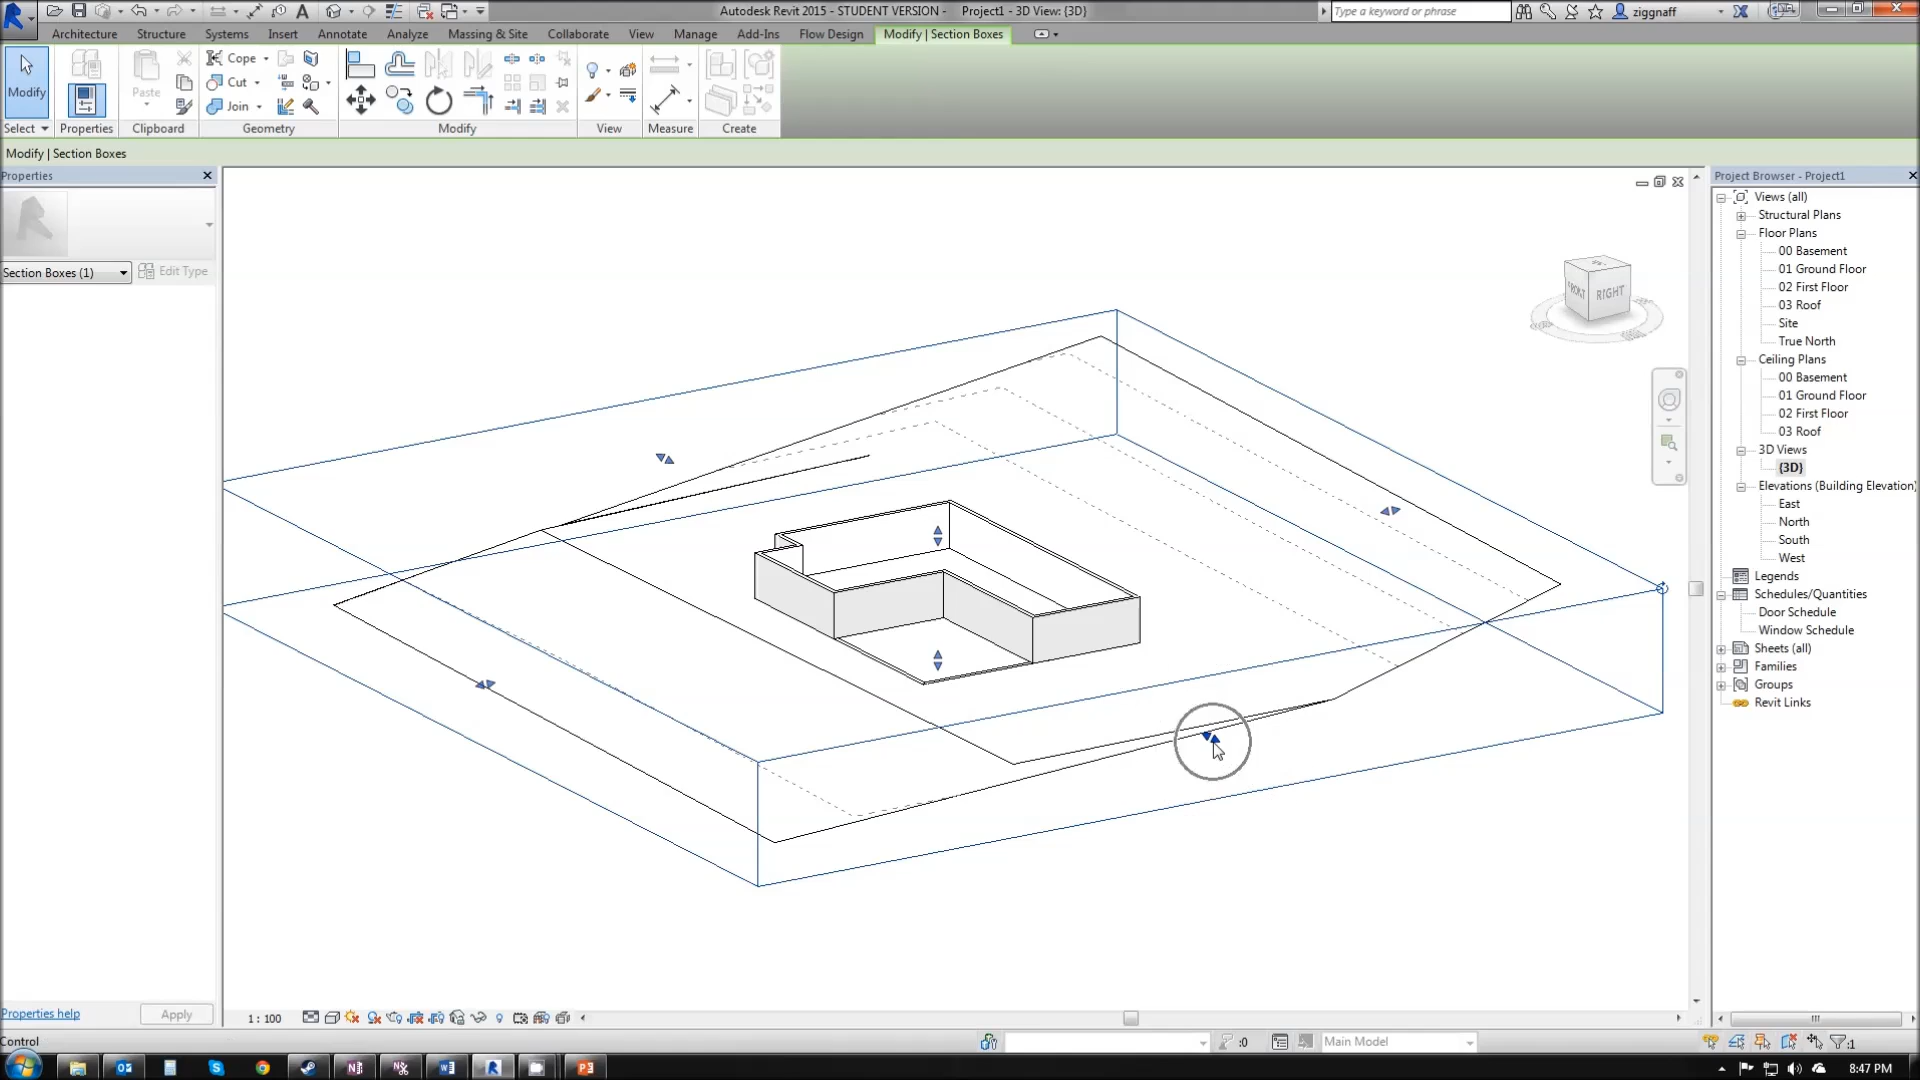 Autodesk Revit 2015 - STUDENT VERSION - Project1 - 3D View: {3D}
Type a keyword or phrase
ziggnaff
Architecture Structure Systems Insert Annotate Analyze Massing & Site Collaborate View Manage Add-Ins Flow Design Modify | Section Boxes
Modify
Paste
Cope
Cut
Join
Select Properties Clipboard Geometry Modify View Measure Create
Modify | Section Boxes
Properties
Section Boxes (1)
Edit Type
Properties help
Apply
FRONT
RIGHT
Project Browser - Project1
Views (all)
Structural Plans
Floor Plans
00 Basement
01 Ground Floor
02 First Floor
03 Roof
Site
True North
Ceiling Plans
00 Basement
01 Ground Floor
02 First Floor
03 Roof
3D Views
{3D}
Elevations (Building Elevation)
East
North
South
West
Legends
Schedules/Quantities
Door Schedule
Window Schedule
Sheets (all)
Families
Groups
Revit Links
1 : 100
Control
:0
Main Model
:1
8:47 PM